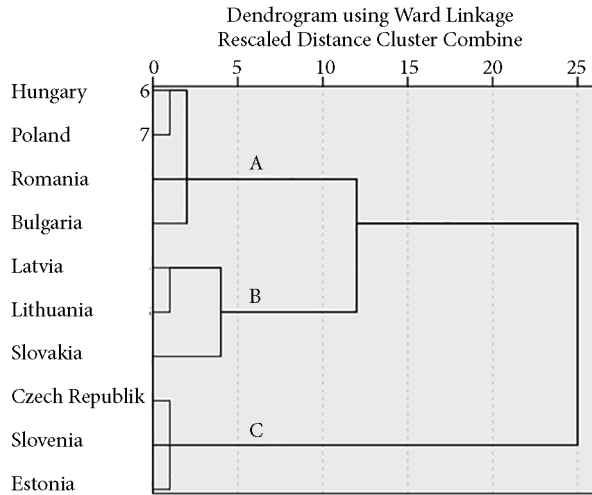 Dendrogram using Ward Linkage
Rescaled Distance Cluster Combine
0 5 10 15 20 25
Hungary 6
Poland 7
Romania A
Bulgaria
Latvia
Lithuania B
Slovakia
Czech Republik
Slovenia C
Estonia